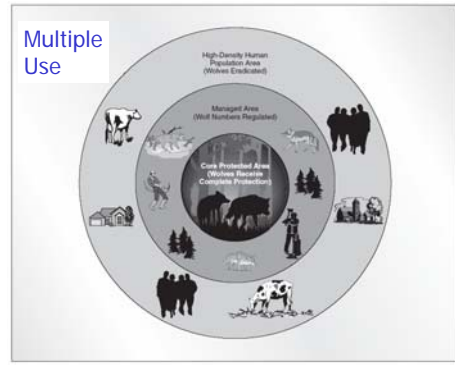 Multiple
Use
High-Density Human
Population Area
(Wolves Eradicated)
Managed Area
(Wolf Numbers Regulated)
Core Protected Area
(Wolves Receive
Complete Protection)